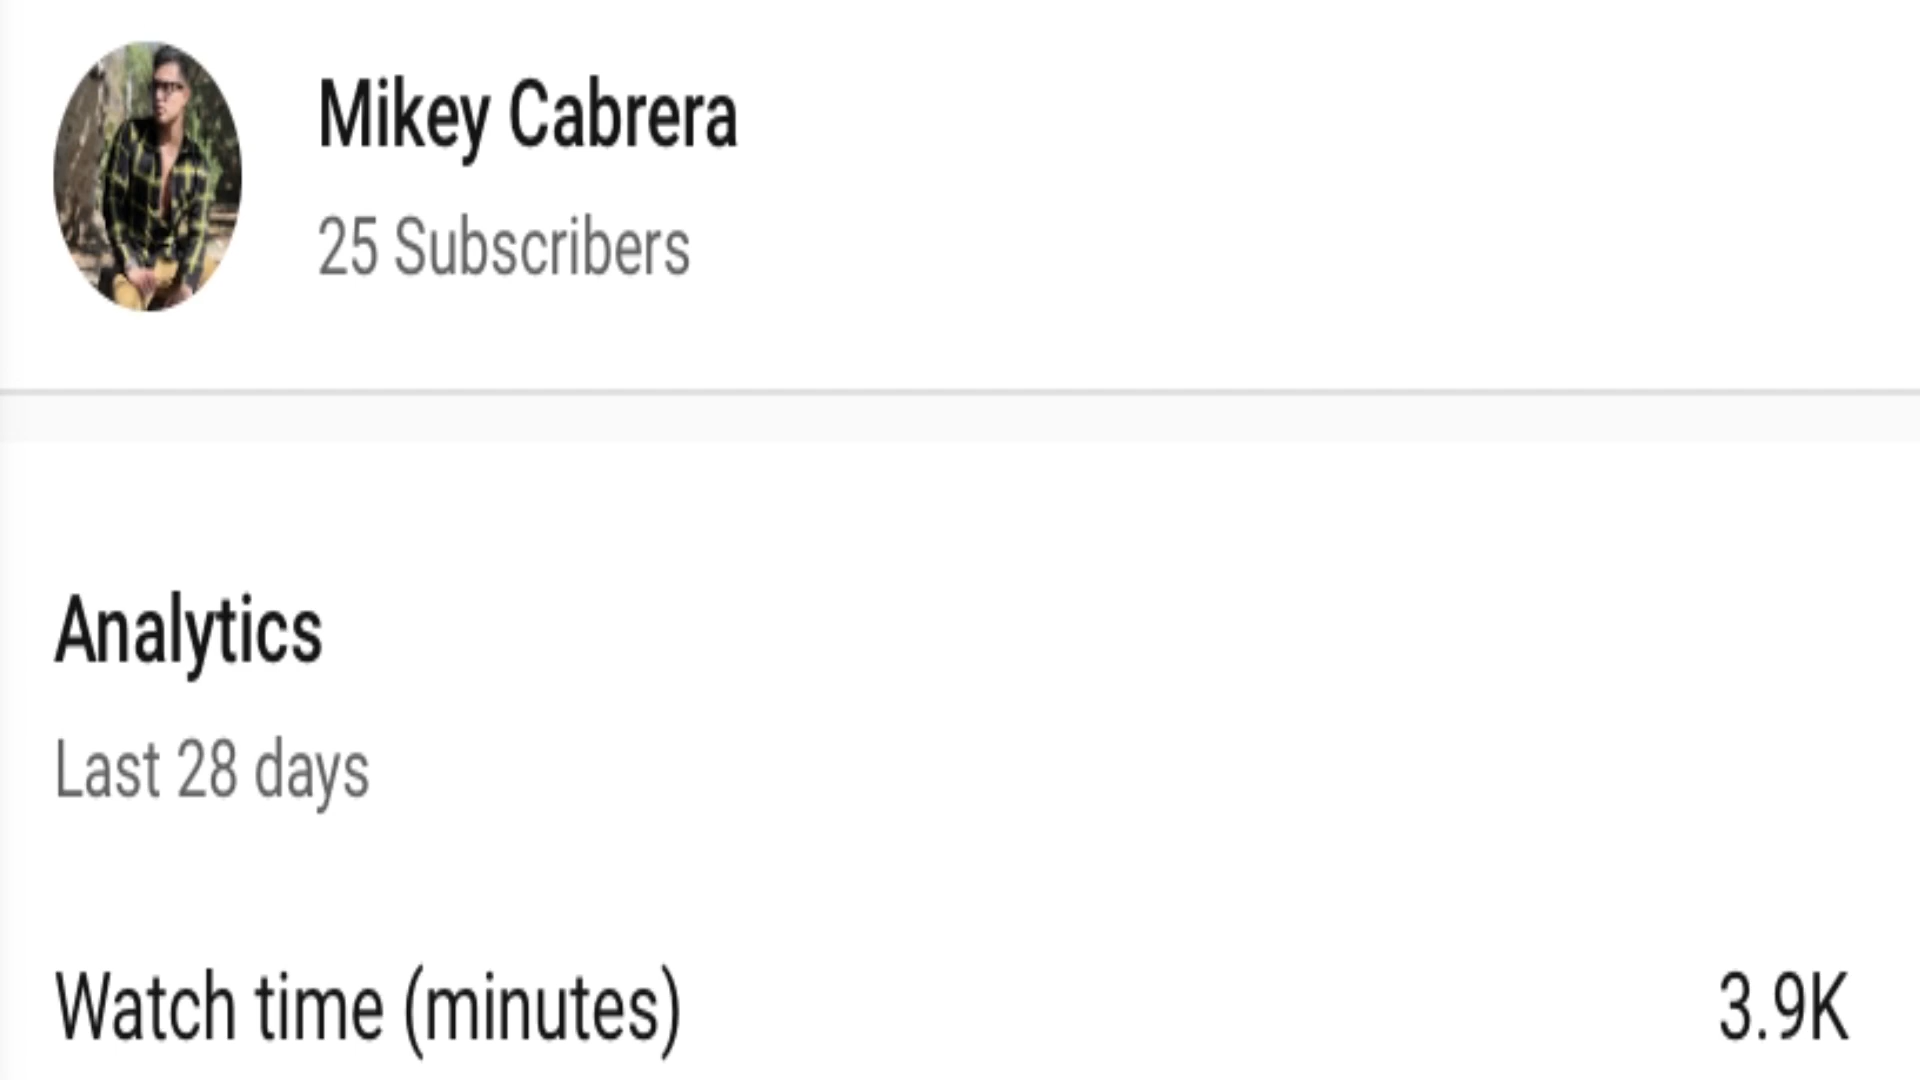 Mikey Cabrera
25 Subscribers
Analytics
Last 28 days
Watch time (minutes) 3.9K